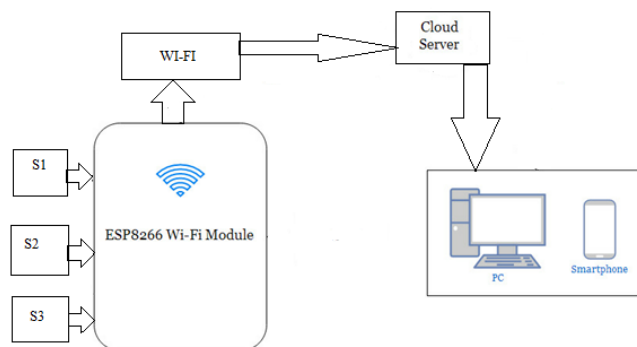 WI-FI
Cloud
Server
S1
S2
S3
ESP8266 Wi-Fi Module
PC
Smartphone